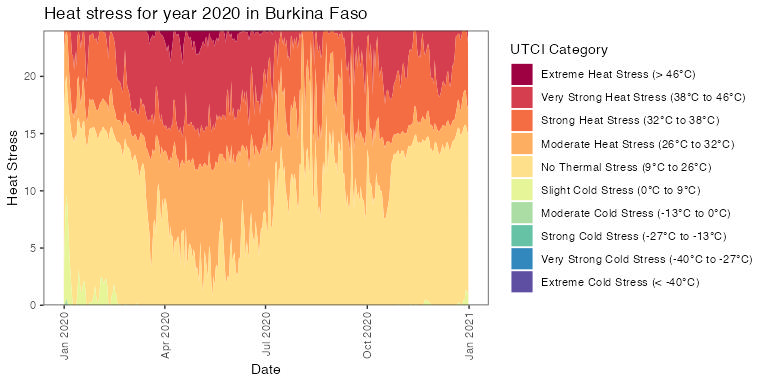 Heat stress for year 2020 in Burkina Faso
Heat Stress
20
15
10
5
0
Jan 2020
Apr 2020
Jul 2020
Oct 2020
Jan 2021
Date
UTCI Category
Extreme Heat Stress (> 46°C)
Very Strong Heat Stress (38°C to 46°C)
Strong Heat Stress (32°C to 38°C)
Moderate Heat Stress (26°C to 32°C)
No Thermal Stress (9°C to 26°C)
Slight Cold Stress (0°C to 9°C)
Moderate Cold Stress (-13°C to 0°C)
Strong Cold Stress (-27°C to -13°C)
Very Strong Cold Stress (-40°C to -27°C)
Extreme Cold Stress (< -40°C)